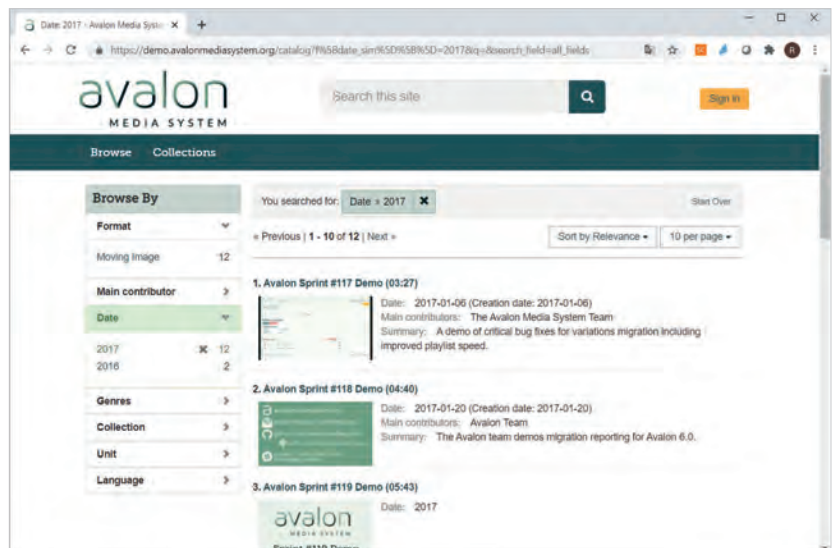 Date: 2017 - Avalon Media Syste
https://demo.avalonmediasystem.org/catalog?f%5Bdate_sim%5D%5B%5D=2017&q=&search_field=all_fields
R
avalon
MEDIA SYSTEM
Search this site
Sign in
Browse Collections
Browse By
Format
Moving Image 12
Main contributor
Date
2017 ✖ 12
2016 2
Genres
Collection
Unit
Language
You searched for: Date » 2017 ✖
Start Over
« Previous | 1 - 10 of 12 | Next »
Sort by Relevance
10 per page
1. Avalon Sprint #117 Demo (03:27)
Date: 2017-01-06 (Creation date: 2017-01-06)
Main contributors: The Avalon Media System Team
Summary: A demo of critical bug fixes for variations migration including
improved playlist speed.
2. Avalon Sprint #118 Demo (04:40)
Date: 2017-01-20 (Creation date: 2017-01-20)
Main contributors: Avalon Team
Summary: The Avalon team demos migration reporting for Avalon 6.0.
3. Avalon Sprint #119 Demo (05:43)
Date: 2017
avalon
MEDIA SYSTEM
Sprint #119 Demo